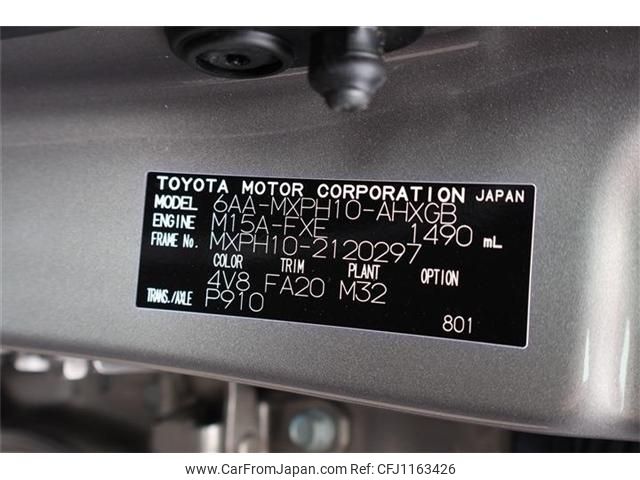 TOYOTA MOTOR CORPORATION JAPAN
MODEL 6AA-MXPH10-AHXGB
ENGINE M15A-FXE 1490 mL
FRAME No. MXPH10-2120297
COLOR TRIM PLANT OPTION
4V8 FA20 M32
TRANS./AXLE P910
801
www.CarFromJapan.com - Ref No. CFJ1163426